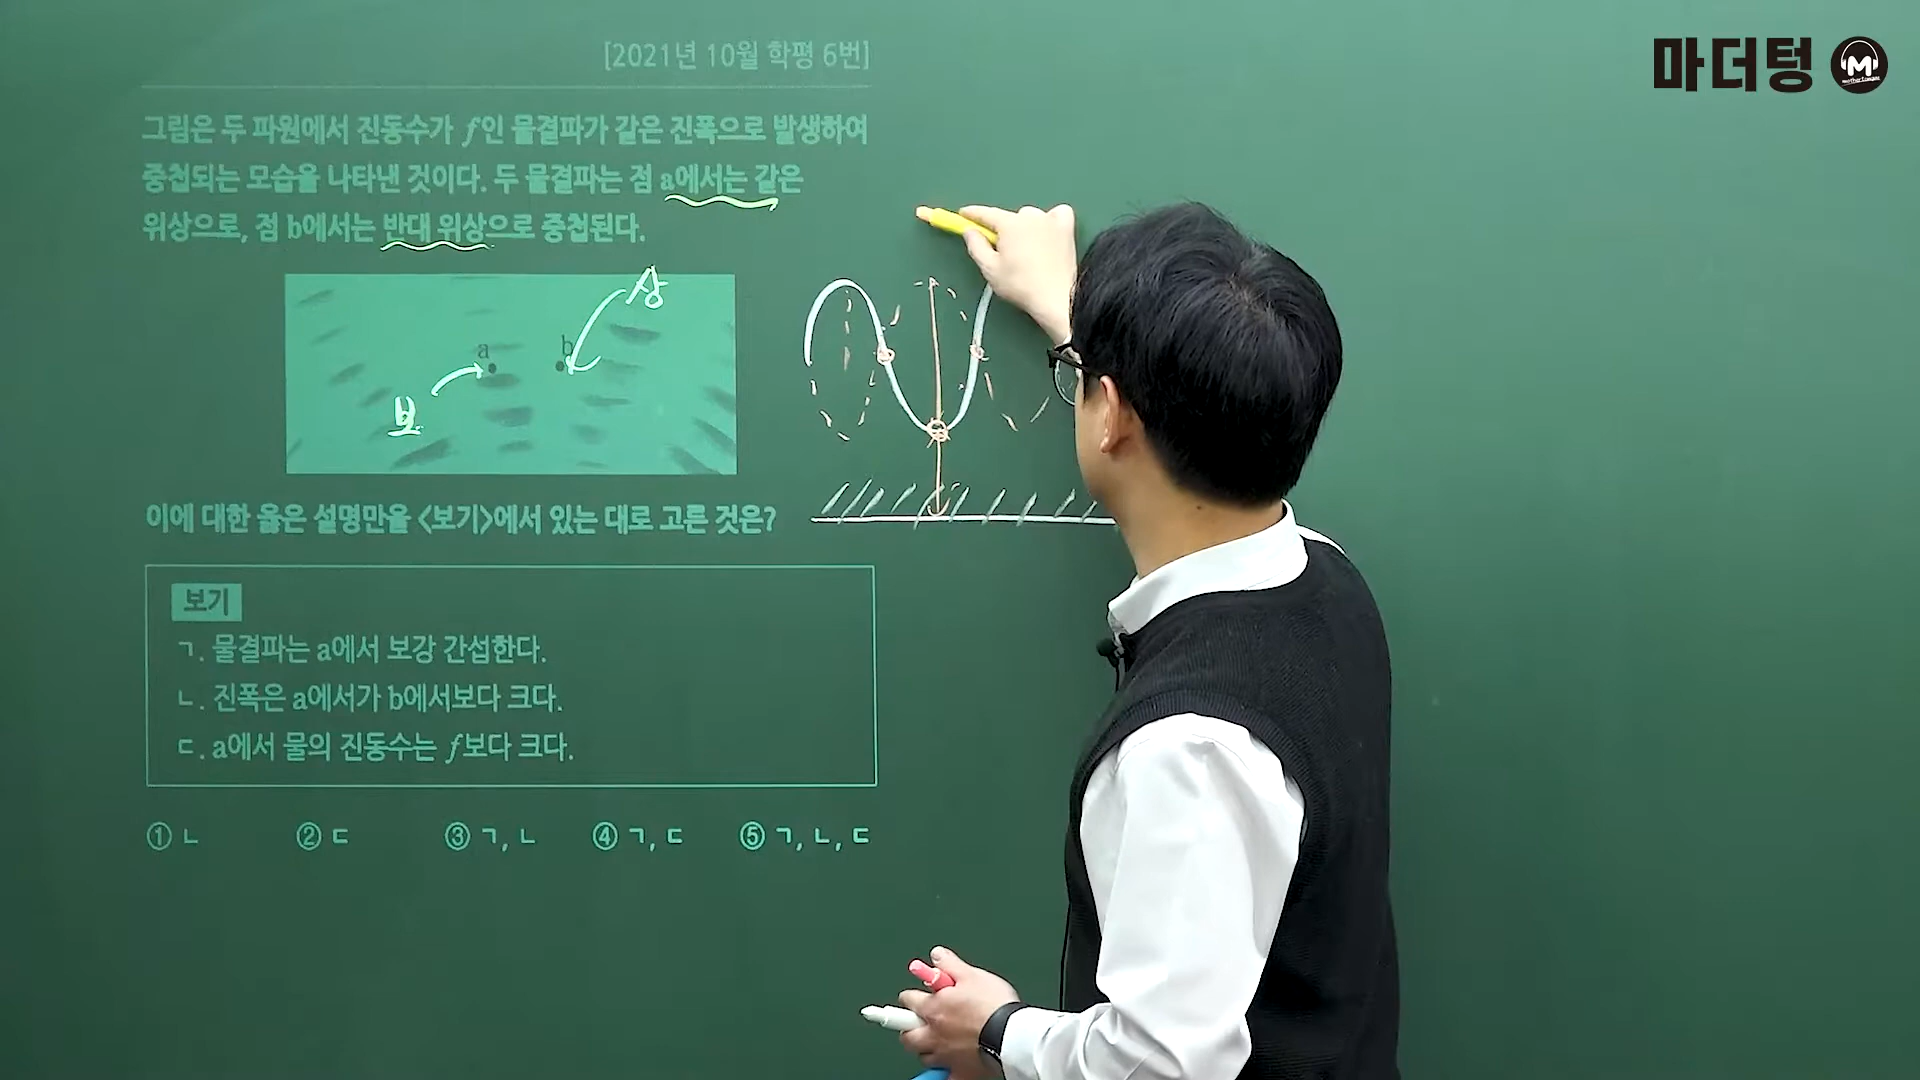 마더텅 M
[2021년 10월 학평 6번]
그림은 두 파원에서 진동수가 f인 물결파가 같은 진폭으로 발생하여
중첩되는 모습을 나타낸 것이다. 두 물결파는 점 a에서는 같은
위상으로, 점 b에서는 반대 위상으로 중첩된다.
상
a b
보
이에 대한 옳은 설명만을 <보기>에서 있는 대로 고른 것은?
보기
ㄱ. 물결파는 a에서 보강 간섭한다.
ㄴ. 진폭은 a에서가 b에서보다 크다.
ㄷ. a에서 물의 진동수는 f보다 크다.
① ㄴ ② ㄷ ③ ㄱ, ㄴ ④ ㄱ, ㄷ ⑤ ㄱ, ㄴ, ㄷ